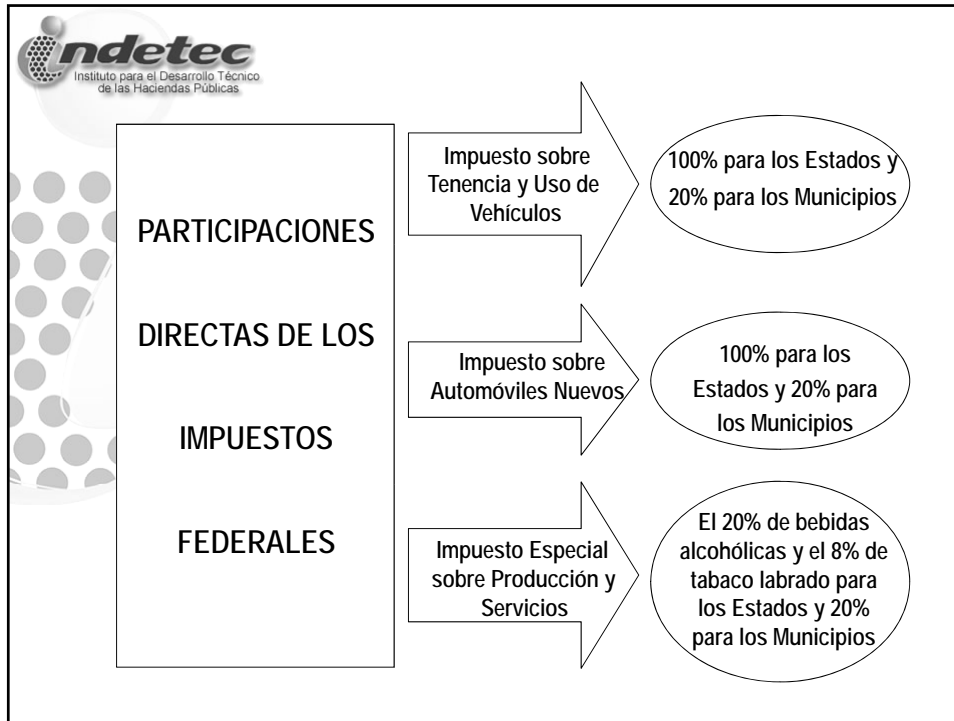 indetec
Instituto para el Desarrollo Técnico
de las Haciendas Públicas
PARTICIPACIONES
DIRECTAS DE LOS
IMPUESTOS
FEDERALES
Impuesto sobre
Tenencia y Uso de
Vehículos
100% para los Estados y
20% para los Municipios
Impuesto sobre
Automóviles Nuevos
100% para los
Estados y 20% para
los Municipios
Impuesto Especial
sobre Producción y
Servicios
El 20% de bebidas
alcohólicas y el 8% de
tabaco labrado para
los Estados y 20%
para los Municipios